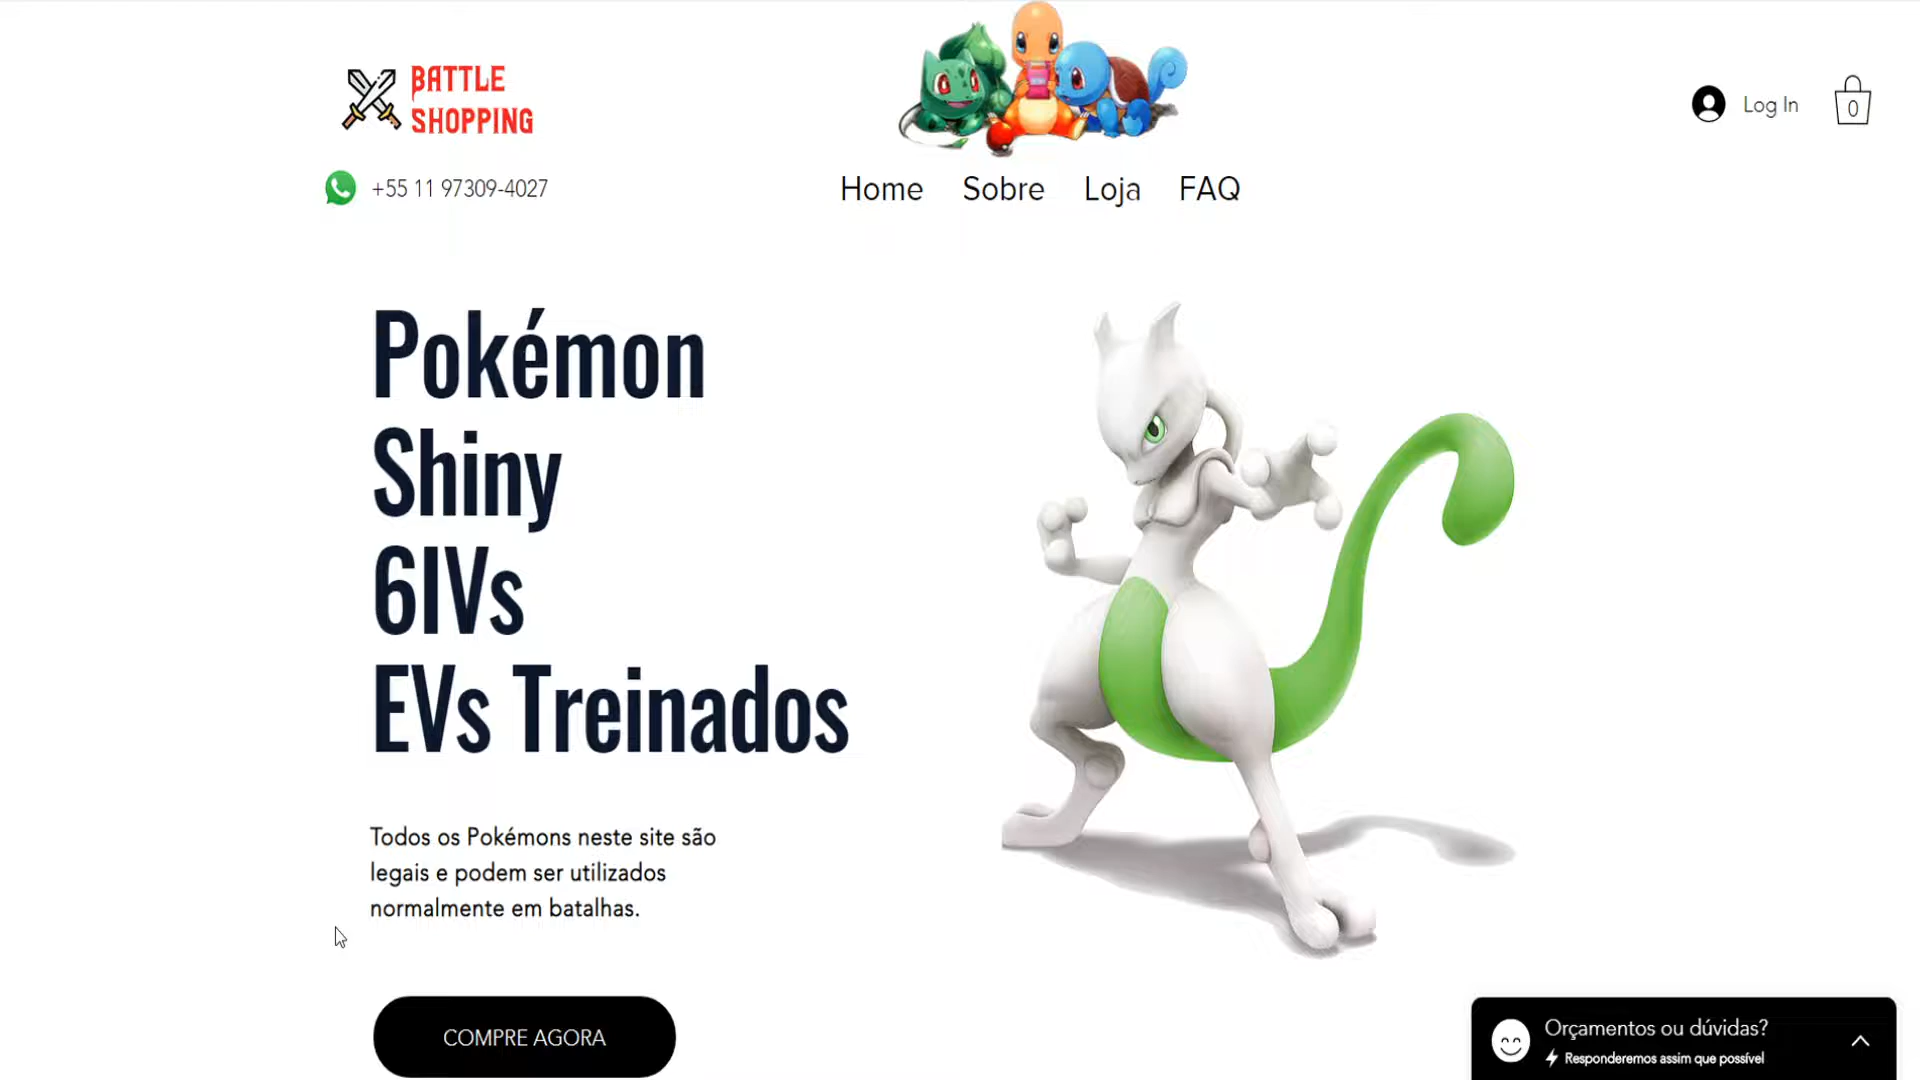 BATTLE
SHOPPING
Log In
0
+55 11 97309-4027
Home Sobre Loja FAQ
Pokémon
Shiny
6IVs
EVs Treinados
Todos os Pokémons neste site são
legais e podem ser utilizados
normalmente em batalhas.
COMPRE AGORA
Orçamentos ou dúvidas?
Responderemos assim que possível